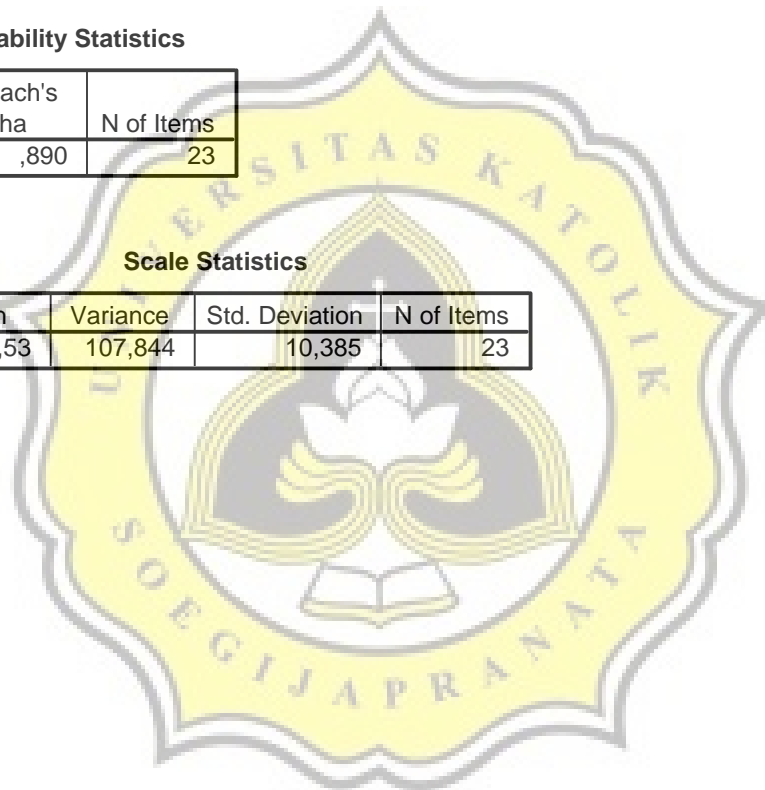 ability Statistics
ach's
ha N of Items
,890 23
Scale Statistics
n Variance Std. Deviation N of Items
,53 107,844 10,385 23
UNIVERSITAS KATOLIK
SOEGIJAPRANATA